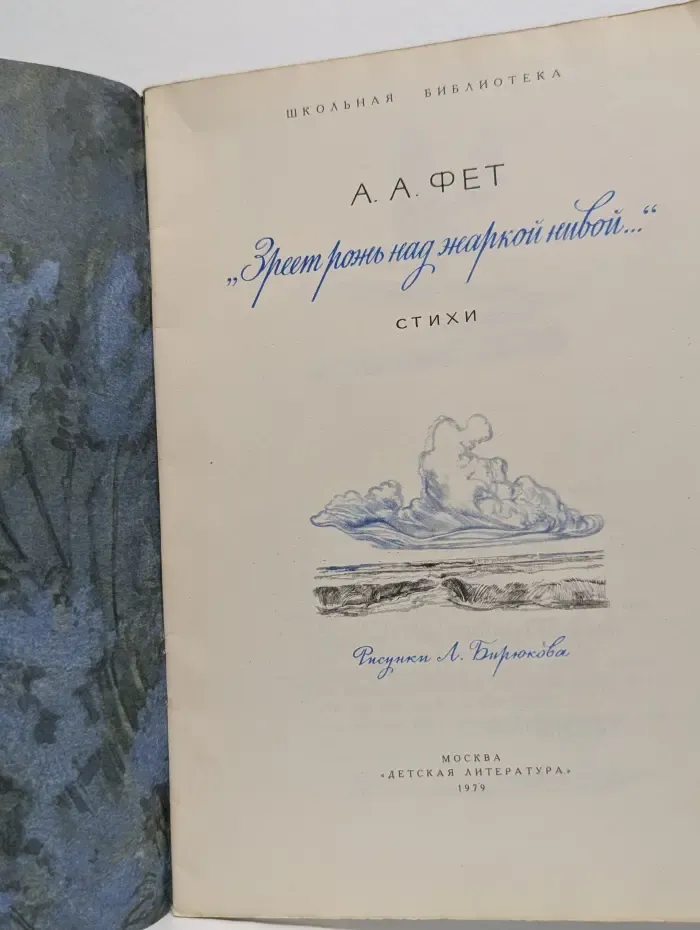 ШКОЛЬНАЯ БИБЛИОТЕКА
А. А. ФЕТ
„Зреет рожь над жаркой нивой...“
СТИХИ
Рисунки Л. Бирюкова
МОСКВА
«ДЕТСКАЯ ЛИТЕРАТУРА»
1979